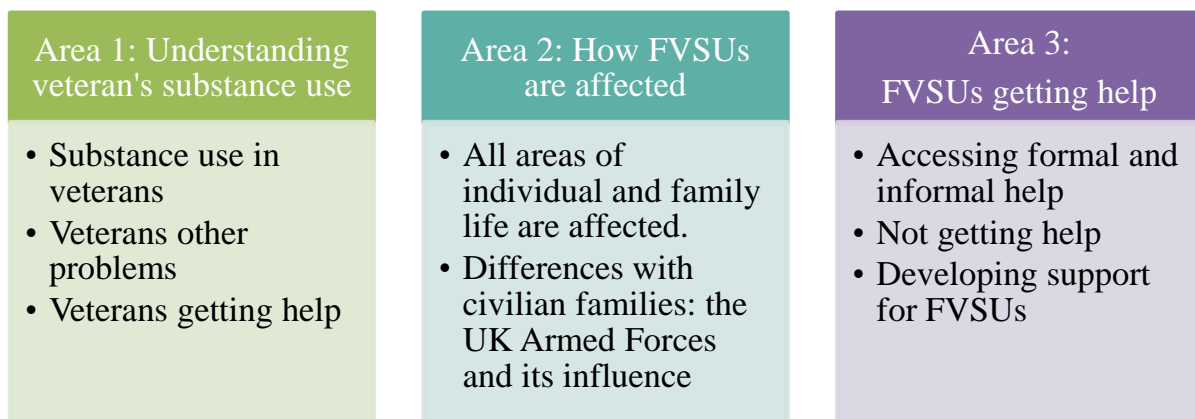 Area 1: Understanding
veteran's substance use
• Substance use in
veterans
• Veterans other
problems
• Veterans getting help
Area 2: How FVSUs
are affected
• All areas of
individual and family
life are affected.
• Differences with
civilian families: the
UK Armed Forces
and its influence
Area 3:
FVSUs getting help
• Accessing formal and
informal help
• Not getting help
• Developing support
for FVSUs